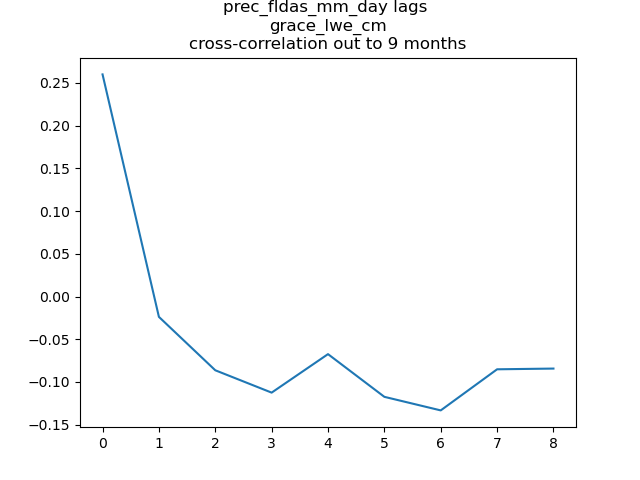 prec_fldas_mm_day lags
grace_lwe_cm
cross-correlation out to 9 months
0.25
0.20
0.15
0.10
0.05
0.00
−0.05
−0.10
−0.15
0 1 2 3 4 5 6 7 8